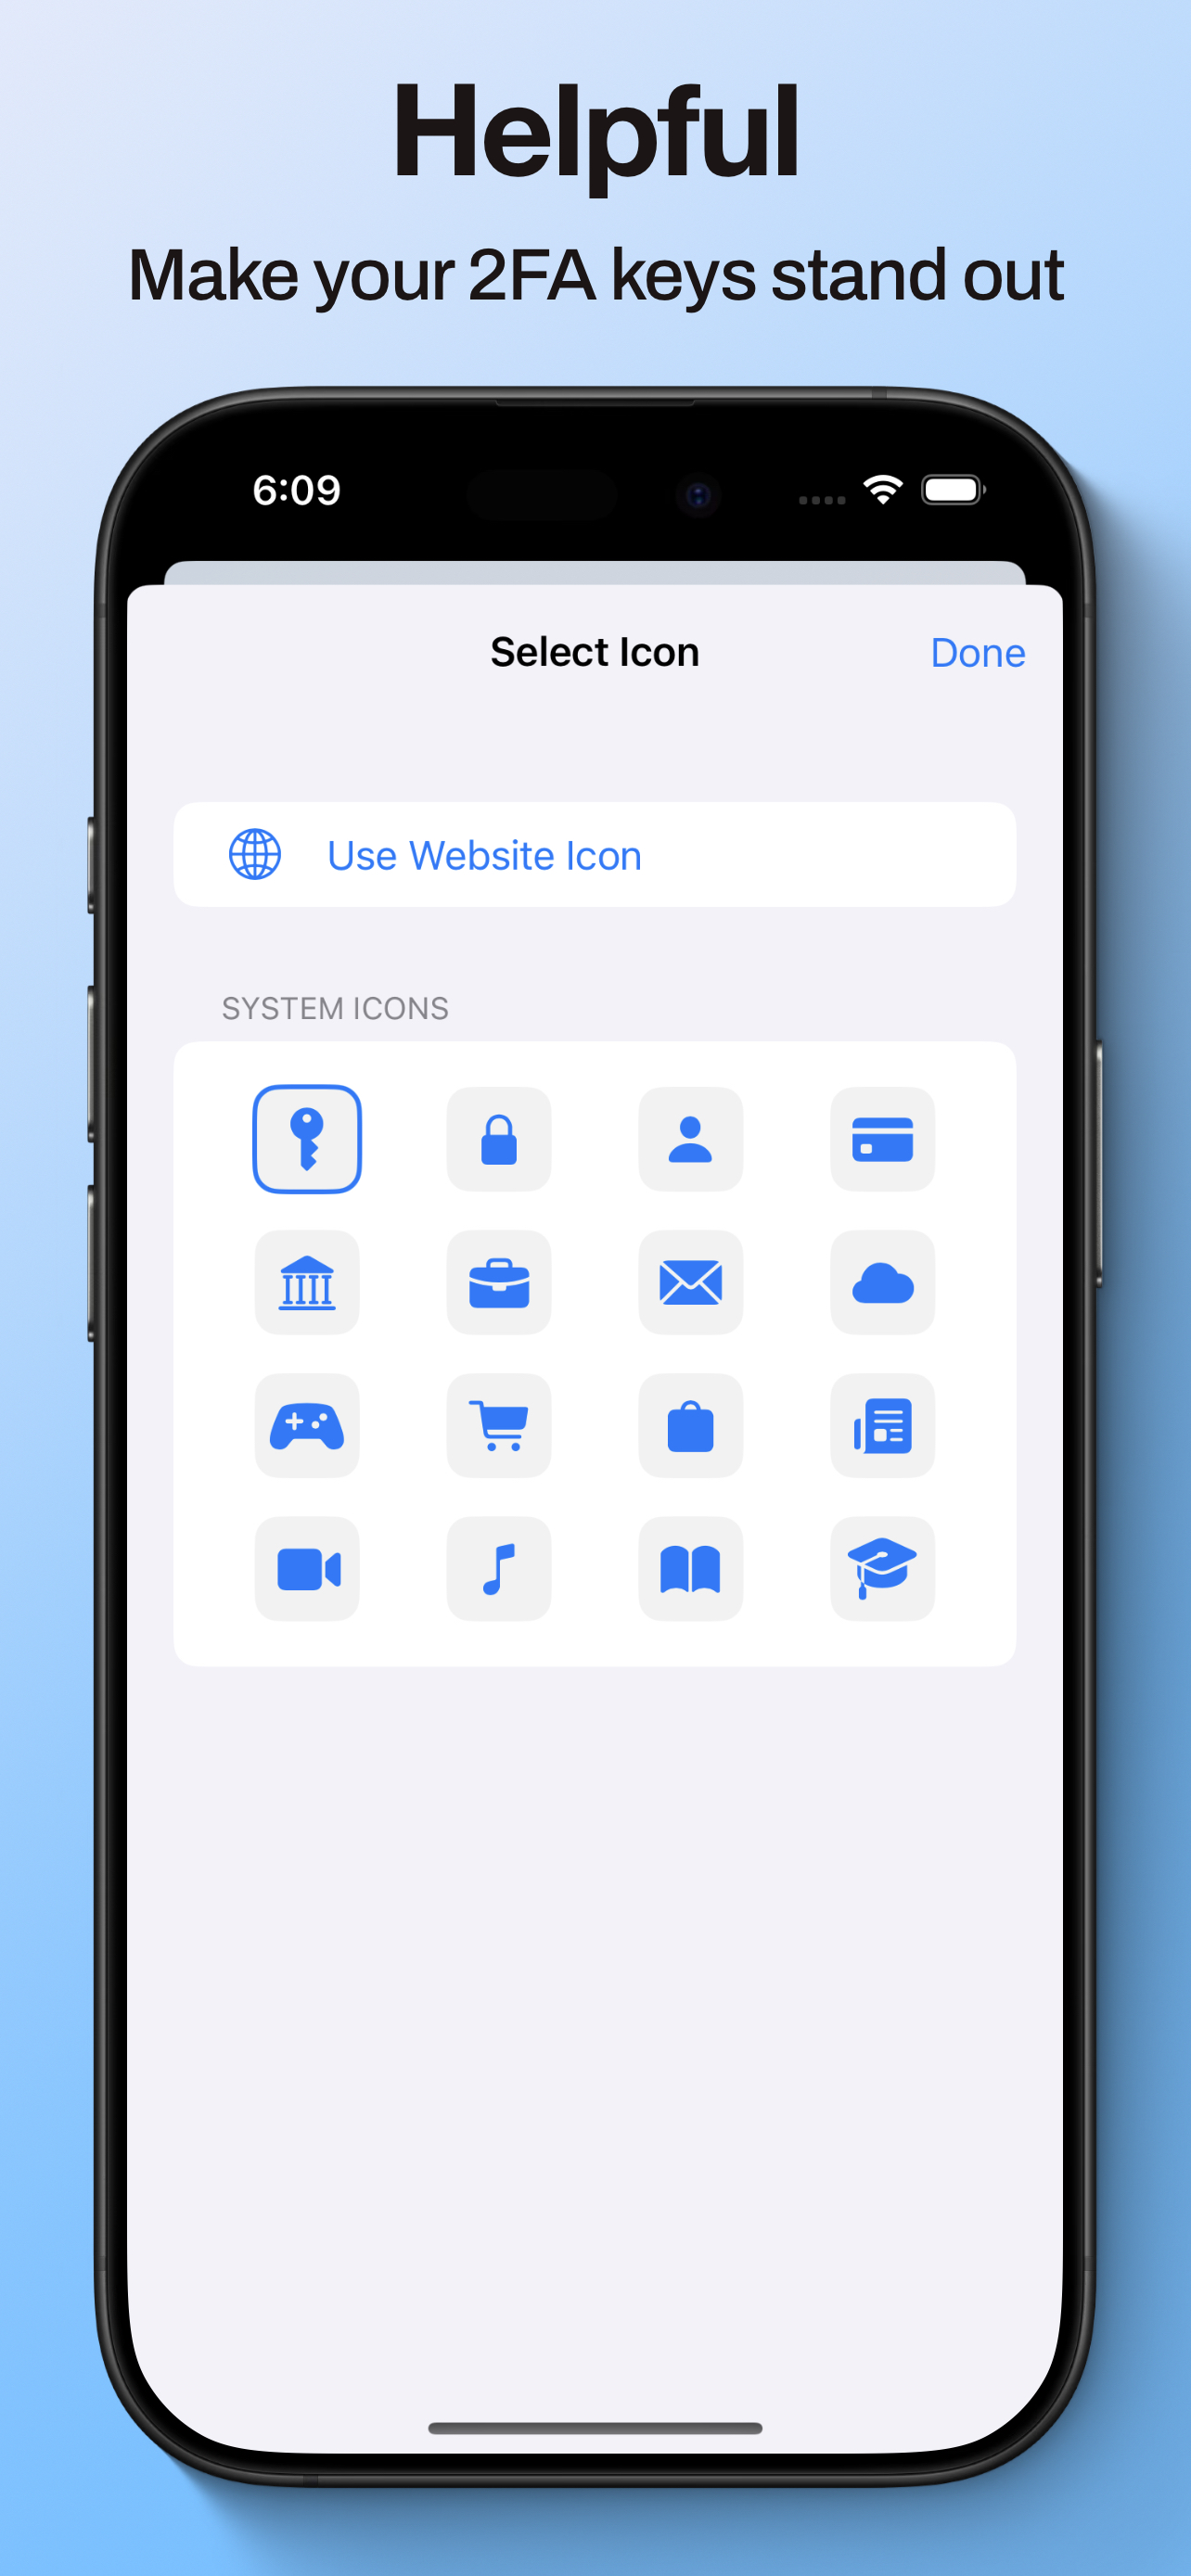 Helpful
Make your 2FA keys stand out
6:09
Select Icon
Done
Use Website Icon
SYSTEM ICONS